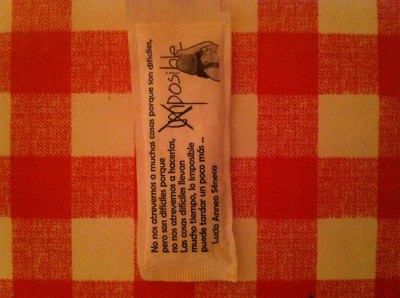 No nos atrevemos a muchas cosas porque son difíciles,
pero son difíciles porque
no nos atrevemos a hacerlas,
Las cosas difíciles llevan
mucho tiempo, lo imposible
puede tardar un poco más ...
Lucio Anneo Séneca
imposible